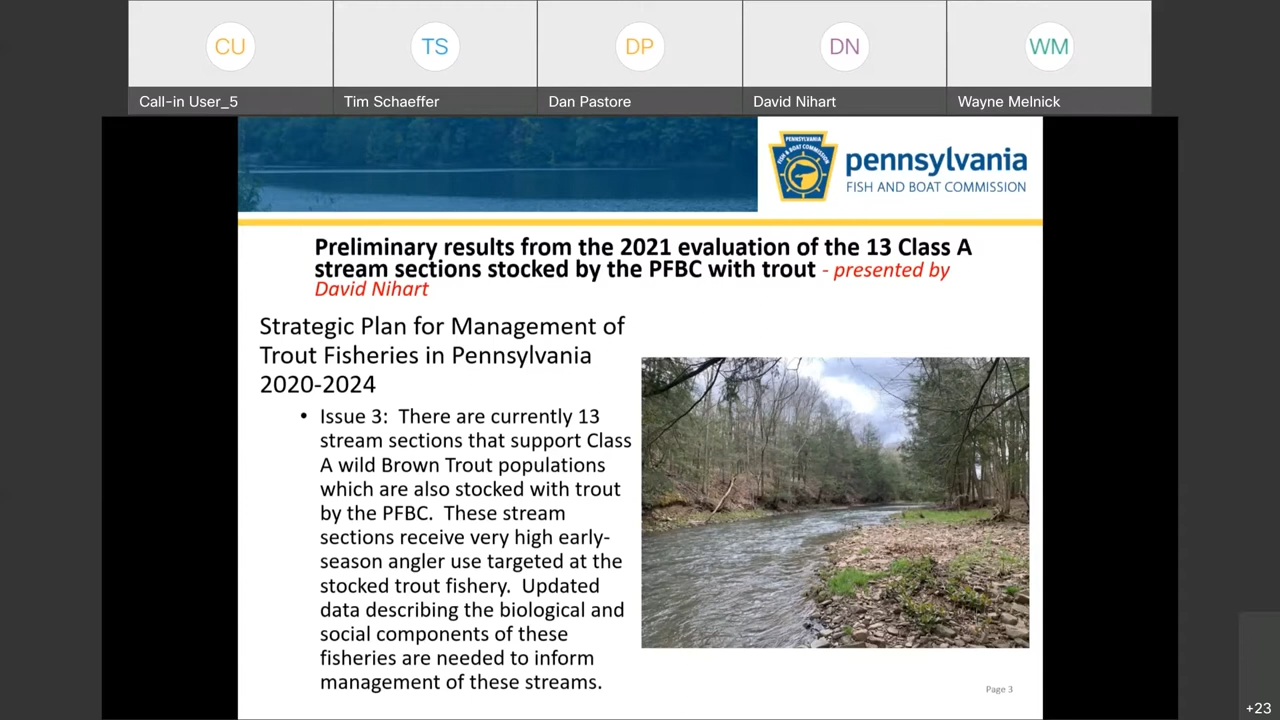 CU
TS
DP
DN
WM
Call-in User_5
Tim Schaeffer
Dan Pastore
David Nihart
Wayne Melnick
PENNSYLVANIA
FISH & BOAT COMMISSION
pennsylvania
FISH AND BOAT COMMISSION
Preliminary results from the 2021 evaluation of the 13 Class A
stream sections stocked by the PFBC with trout - presented by
David Nihart
Strategic Plan for Management of
Trout Fisheries in Pennsylvania
2020-2024
• Issue 3: There are currently 13
stream sections that support Class
A wild Brown Trout populations
which are also stocked with trout
by the PFBC. These stream
sections receive very high early-
season angler use targeted at the
stocked trout fishery. Updated
data describing the biological and
social components of these
fisheries are needed to inform
management of these streams.
Page 3
+23